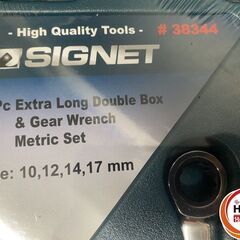 - High Quality Tools -
# 38344
SIGNET
Pc Extra Long Double Box
& Gear Wrench
Metric Set
e: 10,12,14,17 mm